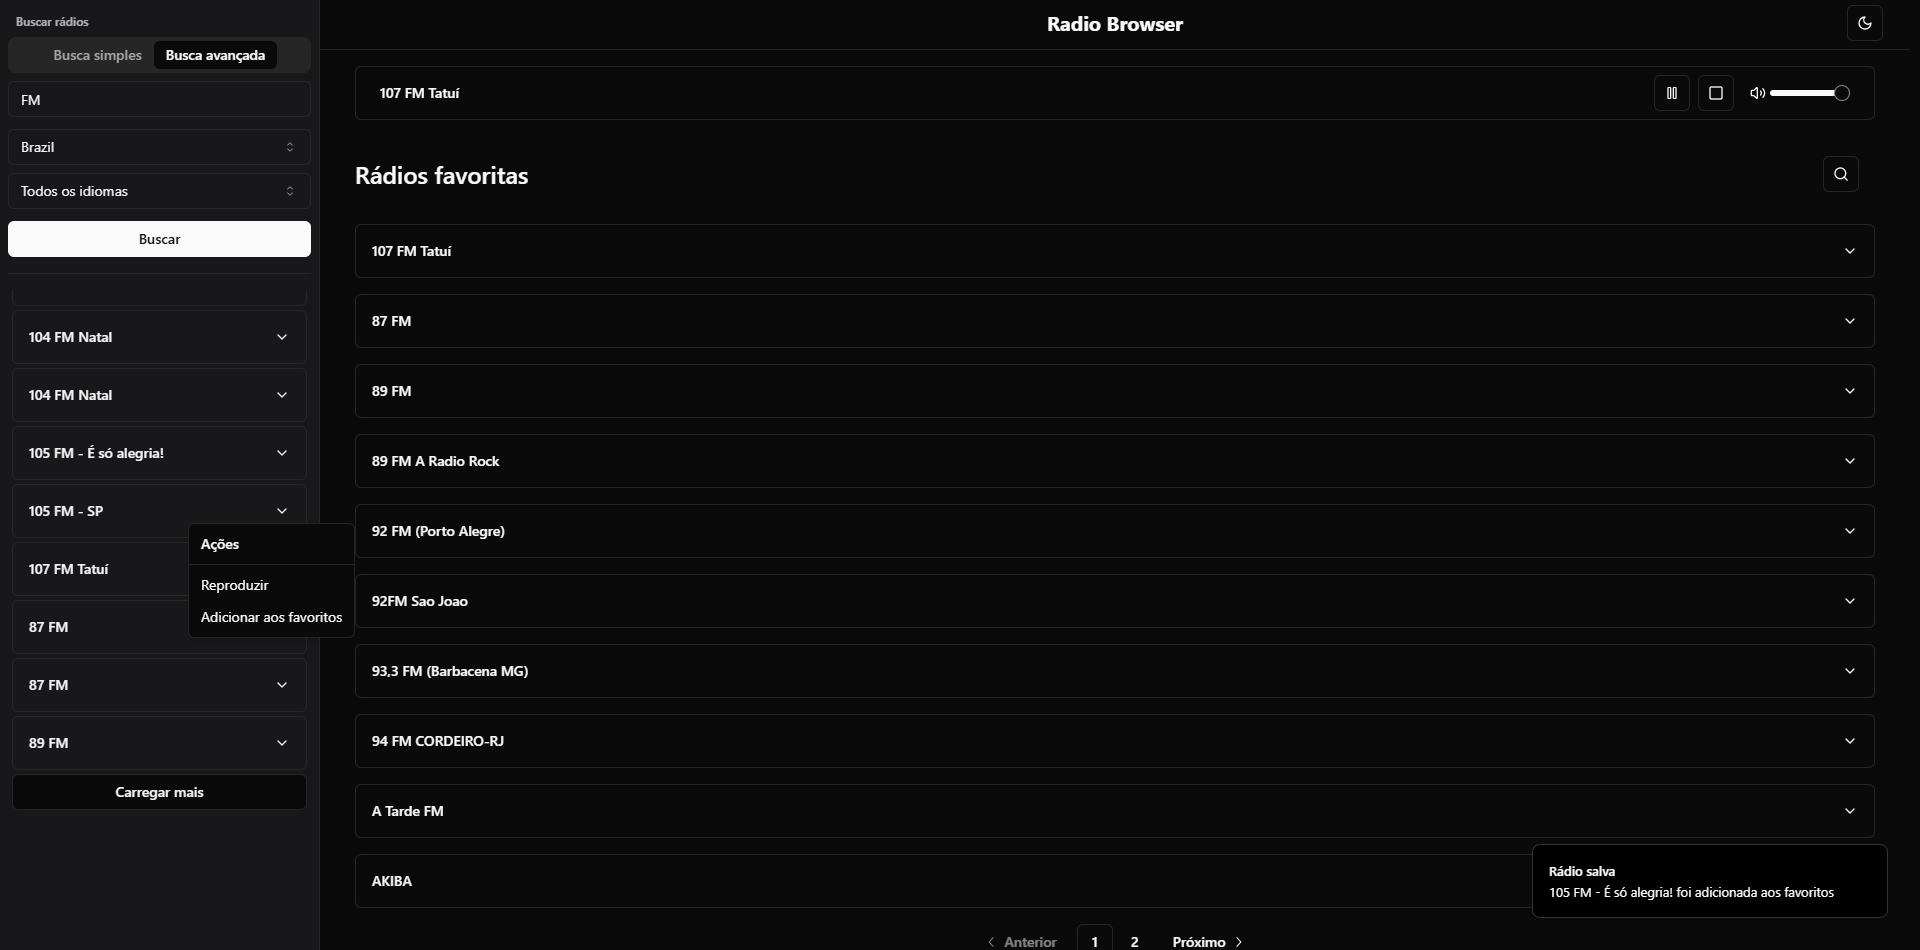 Buscar rádios
Busca simples
Busca avançada
FM
Brazil
Todos os idiomas
Buscar
104 FM Natal
104 FM Natal
105 FM - É só alegria!
105 FM - SP
107 FM Tatuí
87 FM
87 FM
89 FM
Carregar mais
Ações
Reproduzir
Adicionar aos favoritos
Radio Browser
107 FM Tatuí
Rádios favoritas
107 FM Tatuí
87 FM
89 FM
89 FM A Radio Rock
92 FM (Porto Alegre)
92FM Sao Joao
93,3 FM (Barbacena MG)
94 FM CORDEIRO-RJ
A Tarde FM
AKIBA
Anterior
1
2
Próximo
Rádio salva
105 FM - É só alegria! foi adicionada aos favoritos